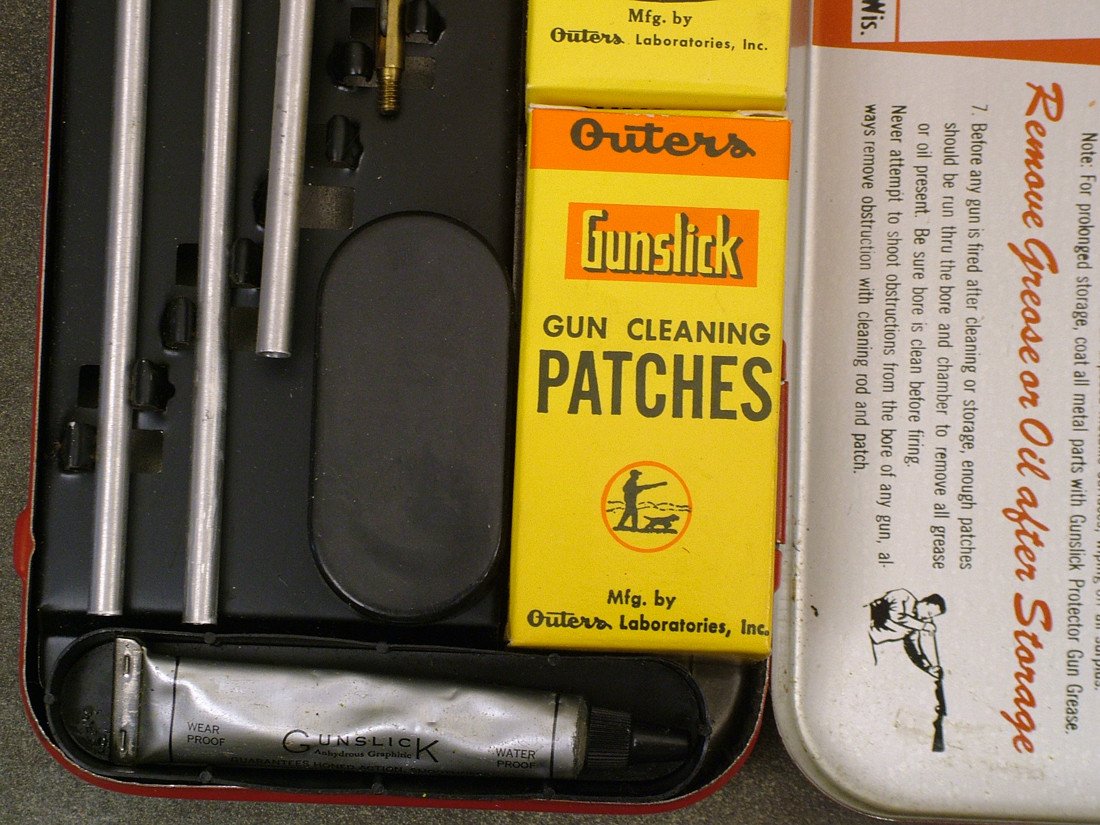 Mfg. by
Outers Laboratories, Inc.
Outers
Gunslick
GUN CLEANING
PATCHES
Mfg. by
Outers Laboratories, Inc.
WEAR
PROOF
GUNSLICK
Anhydrous Graphitic
WATER
PROOF
Wis.
Note: For prolonged storage, coat all metal parts with Gunslick Protector Gun Grease.
Remove Grease or Oil after Storage
7. Before any gun is fired after cleaning or storage, enough patches
should be run thru the bore and chamber to remove all grease
or oil present. Be sure bore is clean before firing.
Never attempt to shoot obstructions from the bore of any gun, al-
ways remove obstruction with cleaning rod and patch.